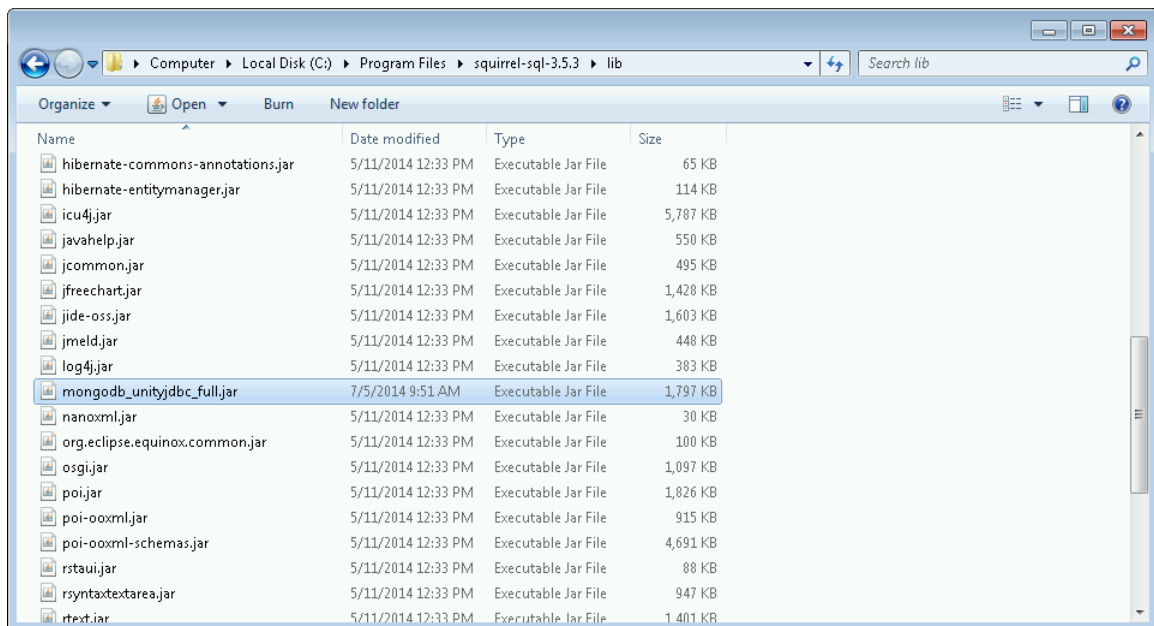 Computer Local Disk (C:) Program Files squirrel-sql-3.5.3 lib Search lib
Organize Open Burn New folder
Name Date modified Type Size
hibernate-commons-annotations.jar 5/11/2014 12:33 PM Executable Jar File 65 KB
hibernate-entitymanager.jar 5/11/2014 12:33 PM Executable Jar File 114 KB
icu4j.jar 5/11/2014 12:33 PM Executable Jar File 5,787 KB
javahelp.jar 5/11/2014 12:33 PM Executable Jar File 550 KB
jcommon.jar 5/11/2014 12:33 PM Executable Jar File 495 KB
jfreechart.jar 5/11/2014 12:33 PM Executable Jar File 1,428 KB
jide-oss.jar 5/11/2014 12:33 PM Executable Jar File 1,603 KB
jmeld.jar 5/11/2014 12:33 PM Executable Jar File 448 KB
log4j.jar 5/11/2014 12:33 PM Executable Jar File 383 KB
mongodb_unityjdbc_full.jar 7/5/2014 9:51 AM Executable Jar File 1,797 KB
nanoxml.jar 5/11/2014 12:33 PM Executable Jar File 30 KB
org.eclipse.equinox.common.jar 5/11/2014 12:33 PM Executable Jar File 100 KB
osgi.jar 5/11/2014 12:33 PM Executable Jar File 1,097 KB
poi.jar 5/11/2014 12:33 PM Executable Jar File 1,826 KB
poi-ooxml.jar 5/11/2014 12:33 PM Executable Jar File 915 KB
poi-ooxml-schemas.jar 5/11/2014 12:33 PM Executable Jar File 4,691 KB
rstaui.jar 5/11/2014 12:33 PM Executable Jar File 88 KB
rsyntaxtextarea.jar 5/11/2014 12:33 PM Executable Jar File 947 KB
rtext.jar 5/11/2014 12:33 PM Executable Jar File 1,401 KB